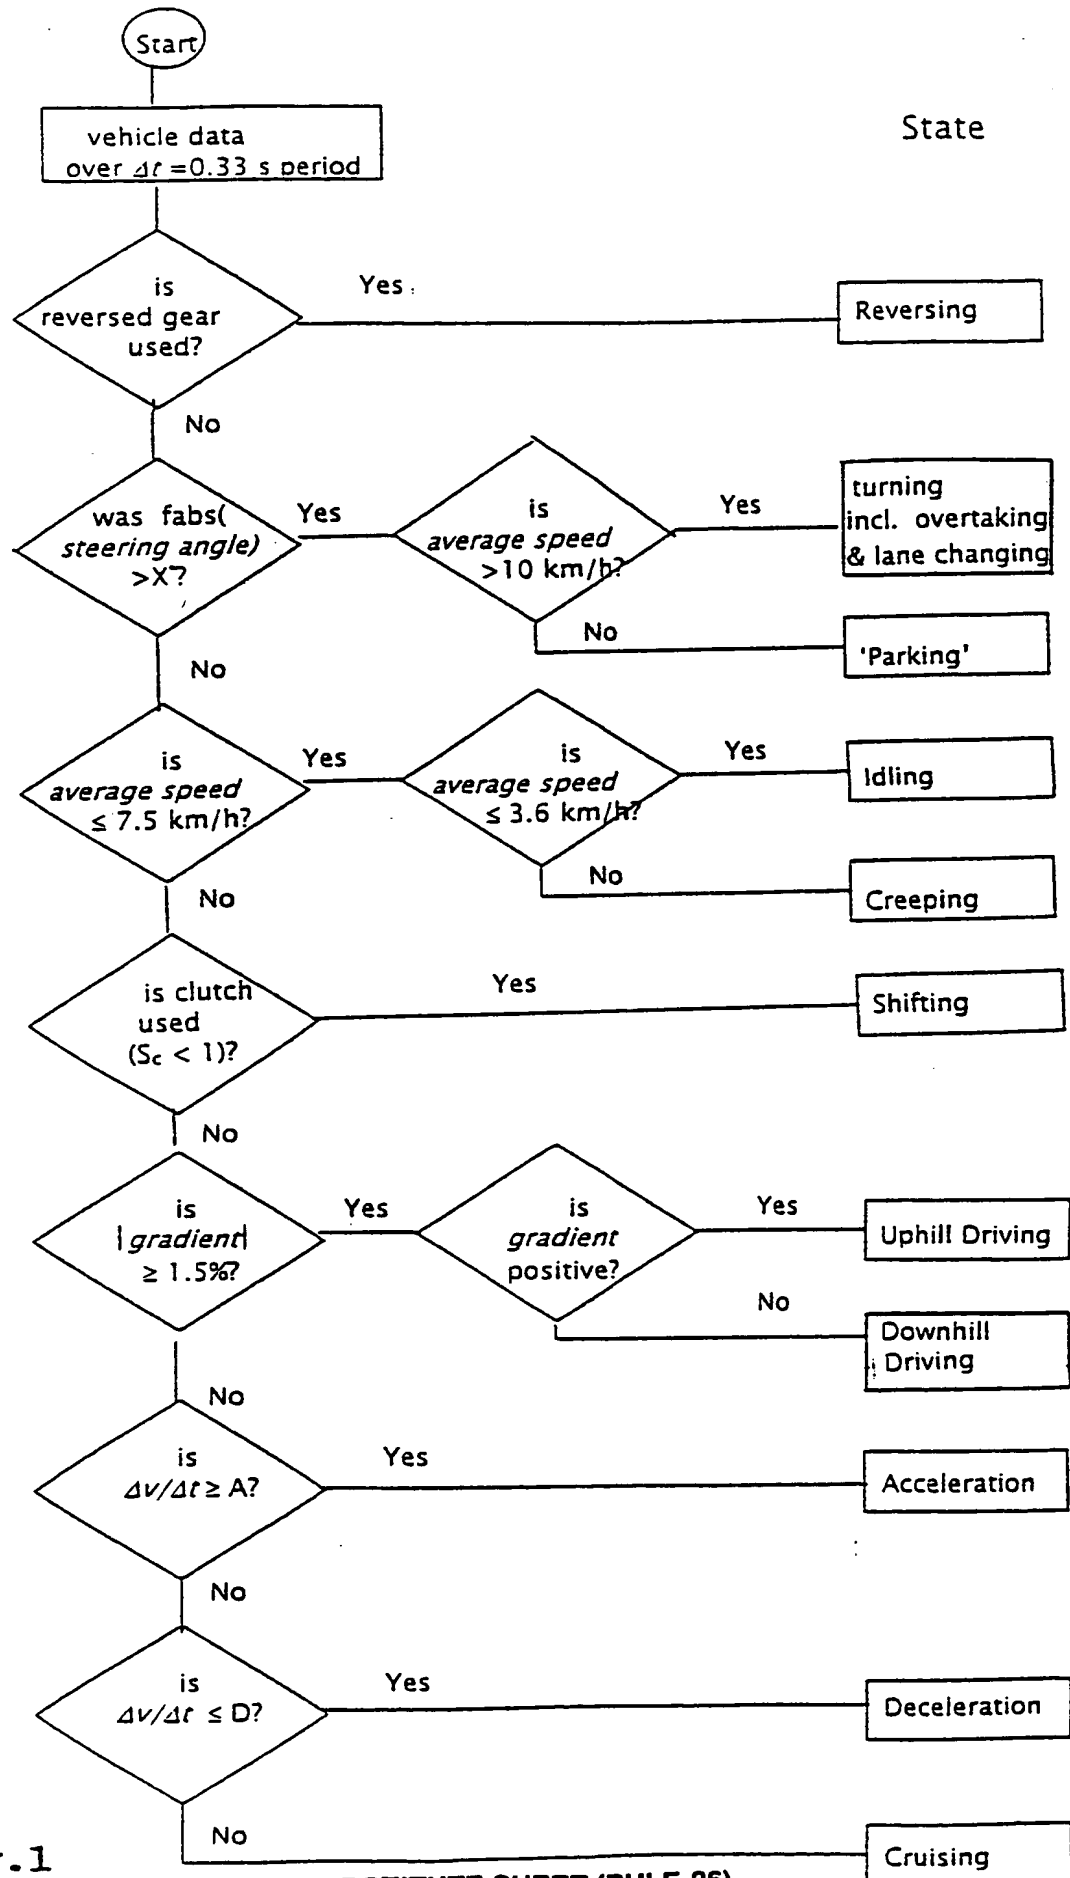 Start
State
vehicle data
over Δt =0.33 s period
is
reversed gear
used?
Yes
Reversing
No
was fabs(
steering angle)
>X?
Yes
is
average speed
>10 km/h?
Yes
turning
incl. overtaking
& lane changing
No
'Parking'
No
is
average speed
≤ 7.5 km/h?
Yes
is
average speed
≤ 3.6 km/h?
Yes
Idling
No
Creeping
No
is clutch
used
(Sc < 1)?
Yes
Shifting
No
is
|gradient|
≥ 1.5%?
Yes
is
gradient
positive?
Yes
Uphill Driving
No
Downhill
Driving
No
is
Δv/Δt ≥ A?
Yes
Acceleration
No
is
Δv/Δt ≤ D?
Yes
Deceleration
No
Cruising
.1